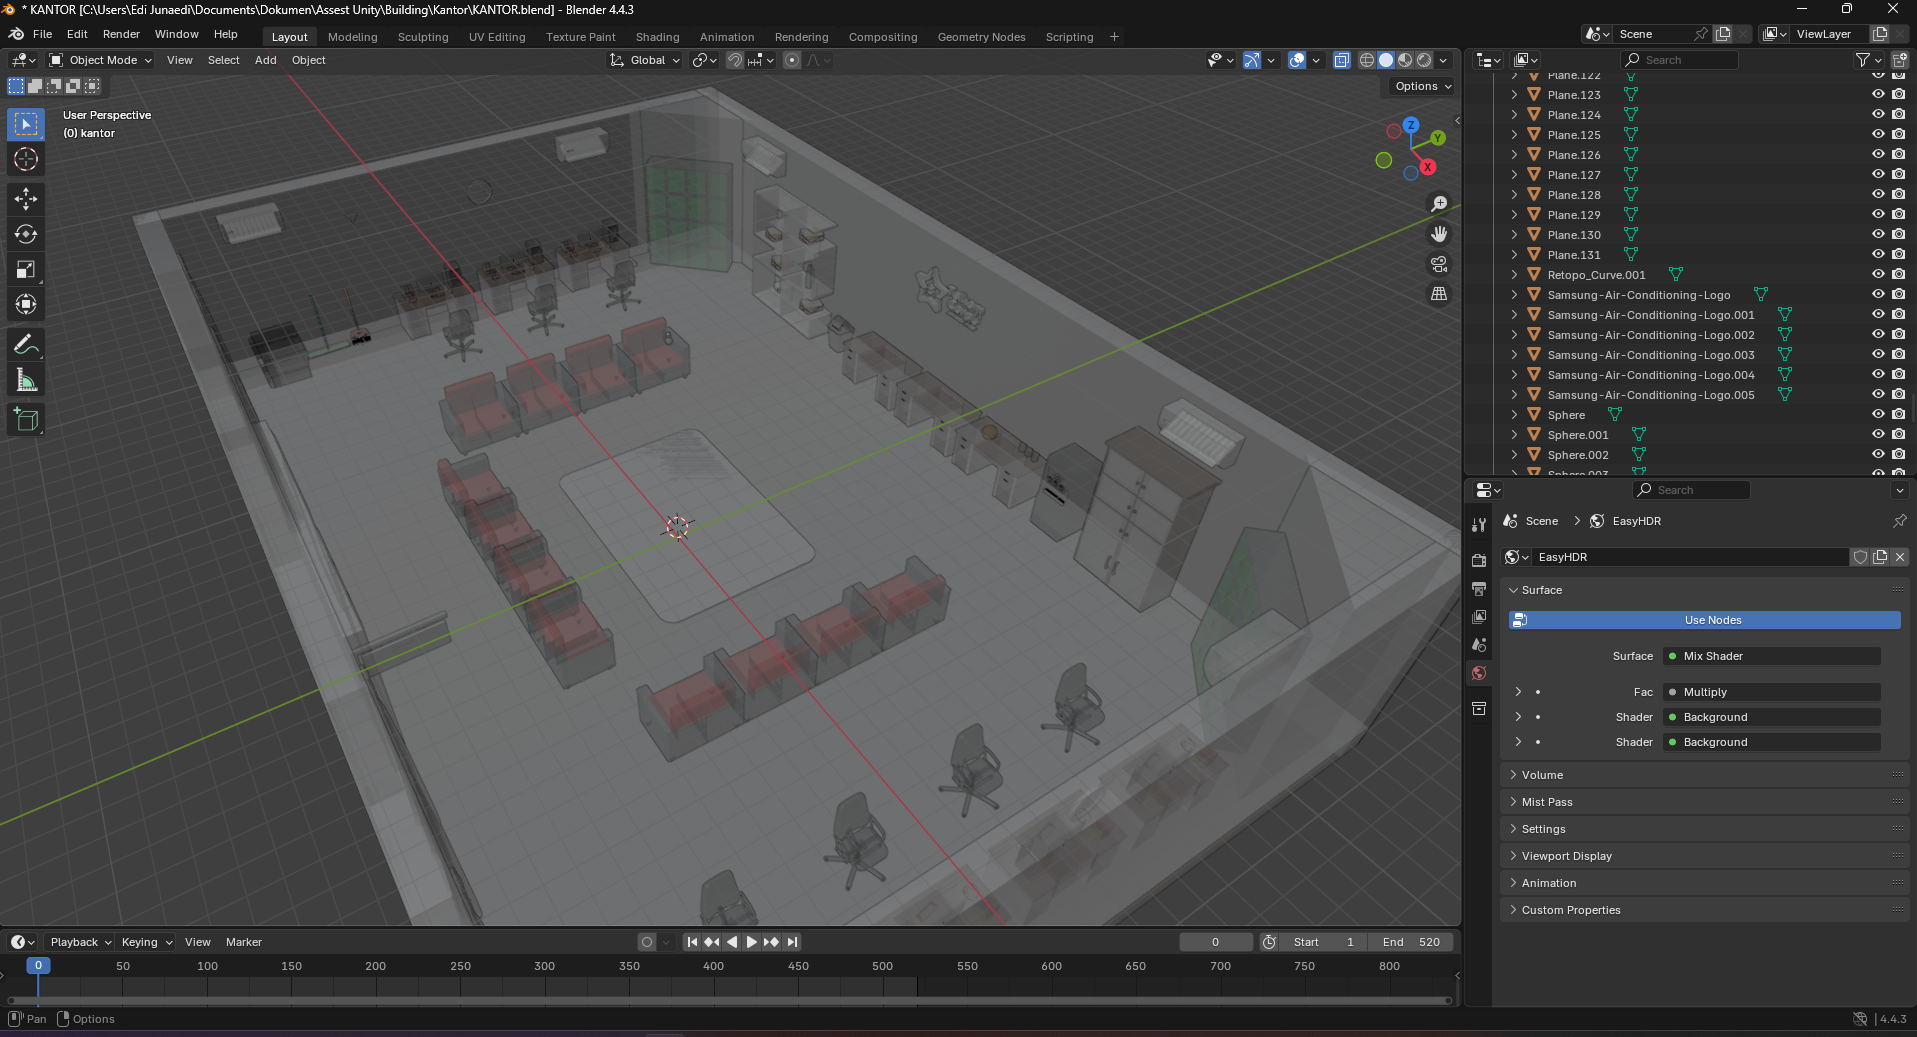 * KANTOR [C:\Users\Edi Junaedi\Documents\Dokumen\Assest Unity\Building\Kantor\KANTOR.blend] - Blender 4.4.3
File Edit Render Window Help
Layout Modeling Sculpting UV Editing Texture Paint Shading Animation Rendering Compositing Geometry Nodes Scripting +
Scene
ViewLayer
Object Mode View Select Add Object
Global
Search
Options
User Perspective
(0) kantor
Z
Y
X
Plane.122
Plane.123
Plane.124
Plane.125
Plane.126
Plane.127
Plane.128
Plane.129
Plane.130
Plane.131
Retopo_Curve.001
Samsung-Air-Conditioning-Logo
Samsung-Air-Conditioning-Logo.001
Samsung-Air-Conditioning-Logo.002
Samsung-Air-Conditioning-Logo.003
Samsung-Air-Conditioning-Logo.004
Samsung-Air-Conditioning-Logo.005
Sphere
Sphere.001
Sphere.002
Sphere.003
Search
Scene > EasyHDR
EasyHDR
Surface
Use Nodes
Surface Mix Shader
Fac Multiply
Shader Background
Shader Background
Volume
Mist Pass
Settings
Viewport Display
Animation
Custom Properties
Playback Keying View Marker
0 Start 1 End 520
0 50 100 150 200 250 300 350 400 450 500 550 600 650 700 750 800
Pan Options
4.4.3